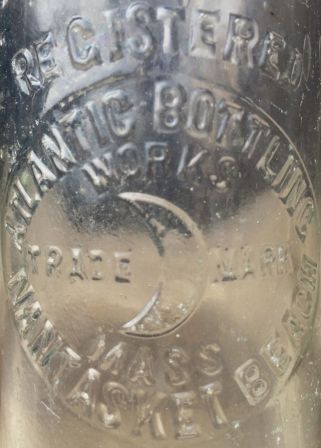 REGISTERED
ATLANTIC BOTTLING
WORKS
TRADE MARK
MASS
NANTASKET BEACH